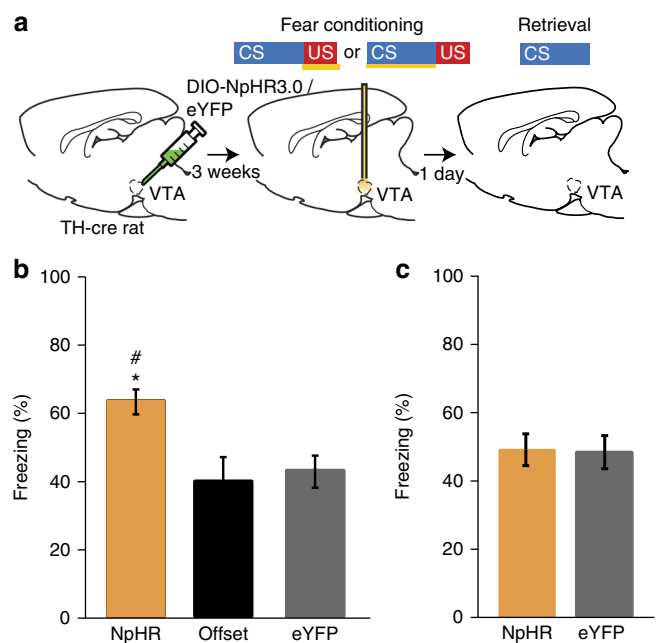 a
Fear conditioning
Retrieval
CS US or CS US
CS
DIO-NpHR3.0 /
eYFP
3 weeks
1 day
VTA
VTA
TH-cre rat
b
100
80
60
40
20
0
Freezing (%)
#
*
NpHR Offset eYFP
c
100
80
60
40
20
0
Freezing (%)
NpHR eYFP